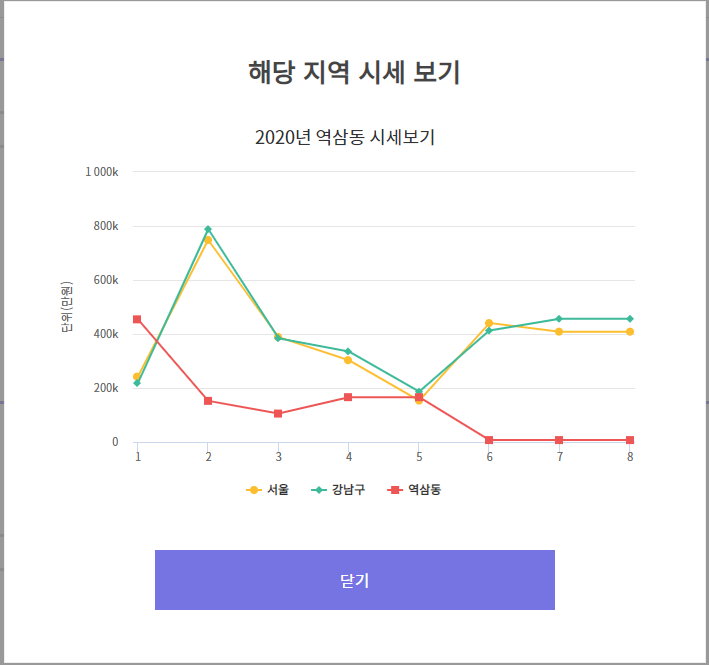 해당 지역 시세 보기
2020년 역삼동 시세보기
1 000k
800k
600k
400k
200k
0
단위(만원)
1 2 3 4 5 6 7 8
서울 강남구 역삼동
닫기